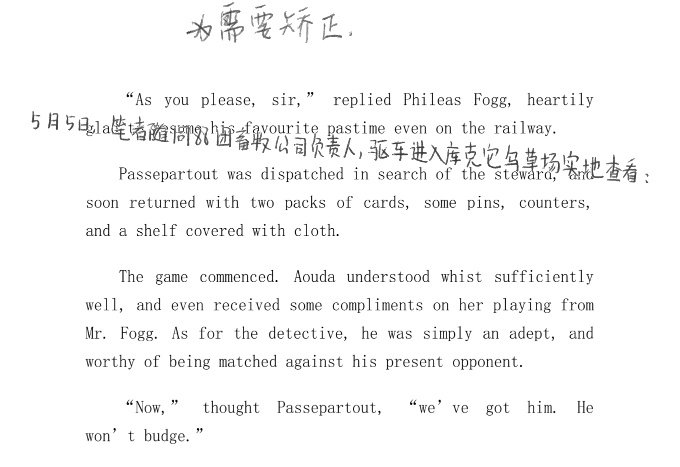 为需要矫正.
“As you please, sir,” replied Phileas Fogg, heartily
glad to resume his favourite pastime even on the railway.
5月5日，笔者随同88团畜牧公司负责人，驱车进入库克它乌草场实地查看：
Passepartout was dispatched in search of the steward, and
soon returned with two packs of cards, some pins, counters,
and a shelf covered with cloth.
The game commenced. Aouda understood whist sufficiently
well, and even received some compliments on her playing from
Mr. Fogg. As for the detective, he was simply an adept, and
worthy of being matched against his present opponent.
“Now,” thought Passepartout, “we’ve got him. He
won’t budge.”